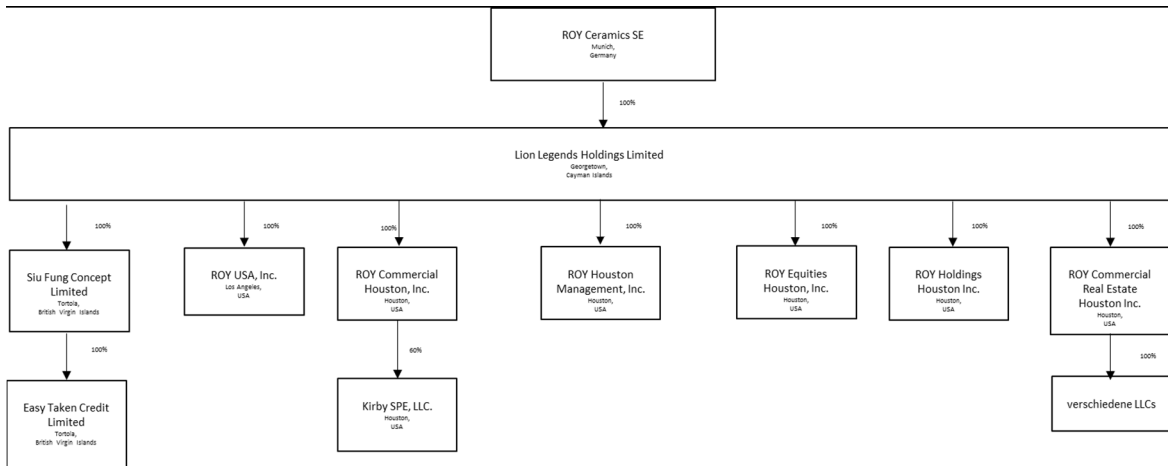 ROY Ceramics SE
Munich,
Germany
100%
Lion Legends Holdings Limited
Georgetown,
Cayman Islands
100%
100%
100%
100%
100%
100%
100%
Siu Fung Concept
Limited
Tortola,
British Virgin Islands
ROY USA, Inc.
Los Angeles,
USA
ROY Commercial
Houston, Inc.
Houston,
USA
ROY Houston
Management, Inc.
Houston,
USA
ROY Equities
Houston, Inc.
Houston,
USA
ROY Holdings
Houston Inc.
Houston,
USA
ROY Commercial
Real Estate
Houston Inc.
Houston,
USA
100%
60%
100%
Easy Taken Credit
Limited
Tortola,
British Virgin Islands
Kirby SPE, LLC.
Houston,
USA
verschiedene LLCs